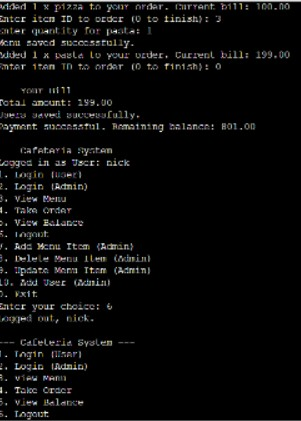 Added 1 x pizza to your order. Current bill: 100.00
Enter item ID to order (0 to finish): 3
Enter quantity for pasta: 1
Menu saved successfully.
Added 1 x pasta to your order. Current bill: 199.00
Enter item ID to order (0 to finish): 0
Your Bill
Total amount: 199.00
Users saved successfully.
Payment successful. Remaining balance: 801.00
Cafeteria System
Logged in as User: nick
1. Login (User)
2. Login (Admin)
3. View Menu
4. Take Order
5. View Balance
6. Logout
7. Add Menu Item (Admin)
8. Delete Menu Item (Admin)
9. Update Menu Item (Admin)
10. Add User (Admin)
0. Exit
Enter your choice: 6
Logged out, nick.
--- Cafeteria System ---
1. Login (User)
2. Login (Admin)
3. View Menu
4. Take Order
5. View Balance
6. Logout